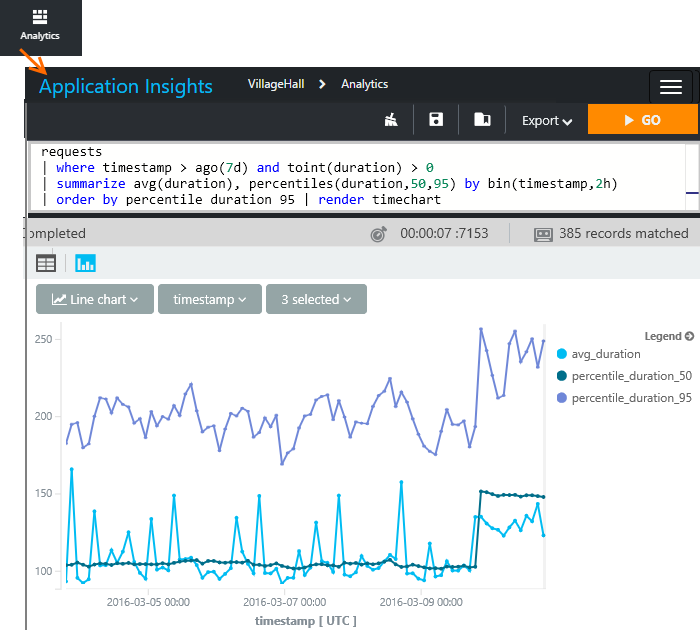 Analytics
Application Insights VillageHall Analytics
Export GO
requests
| where timestamp > ago(7d) and toint(duration) > 0
| summarize avg(duration), percentiles(duration,50,95) by bin(timestamp,2h)
| order by percentile duration 95 | render timechart
ompleted 00:00:07 :7153 385 records matched
Line chart timestamp 3 selected
Legend
avg_duration
percentile_duration_50
percentile_duration_95
250
200
150
100
2016-03-05 00:00 2016-03-07 00:00 2016-03-09 00:00
timestamp [ UTC ]